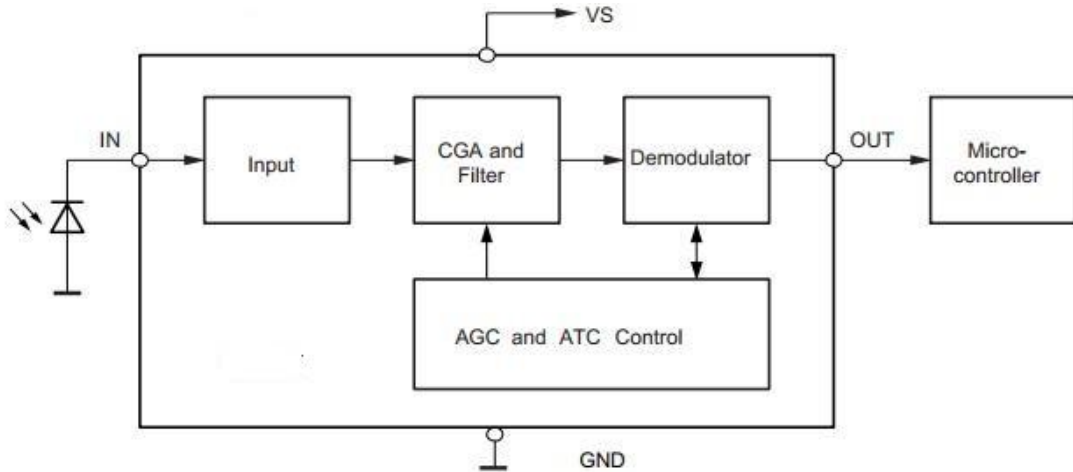 VS
IN
Input
CGA and
Filter
Demodulator
OUT
Micro-
controller
AGC and ATC Control
GND